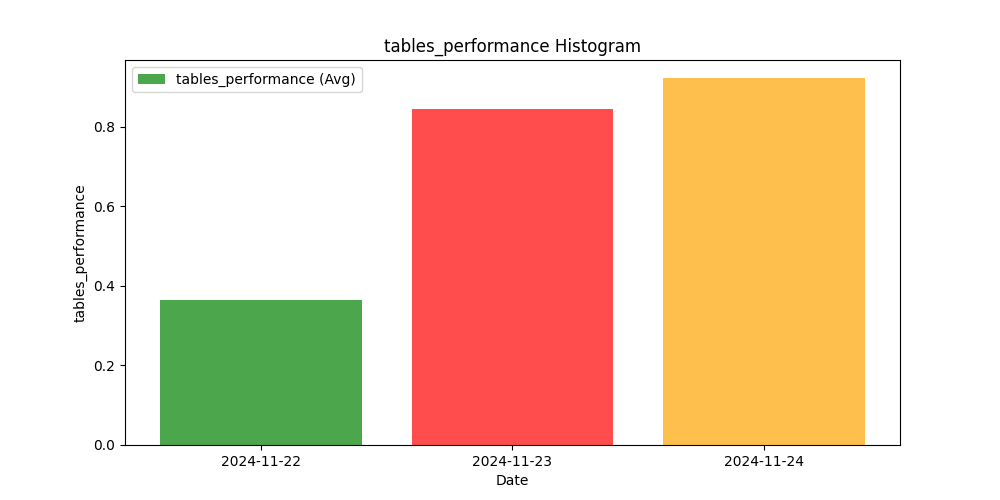 tables_performance Histogram
tables_performance (Avg)
0.8
0.6
0.4
0.2
0.0
tables_performance
2024-11-22
2024-11-23
2024-11-24
Date